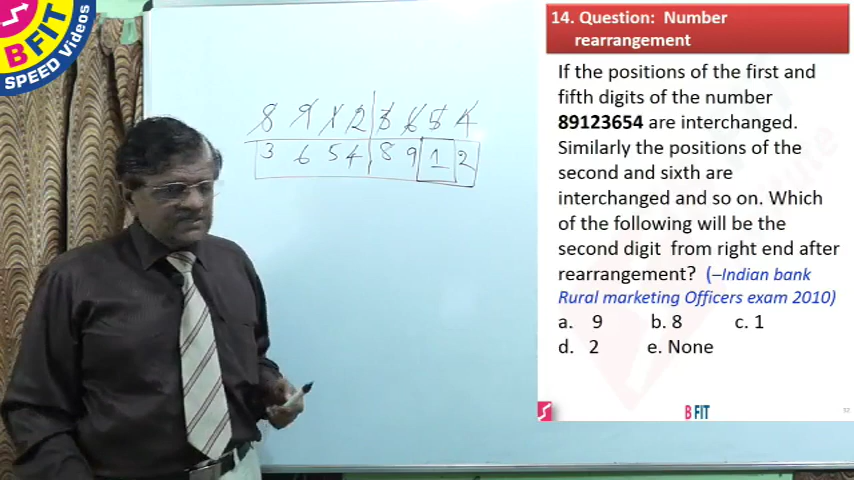 BFIT
SPEED Videos
8 9 1 2 3 6 5 4
3 6 5 4 8 9 1 2
14. Question: Number
rearrangement
If the positions of the first and
fifth digits of the number
89123654 are interchanged.
Similarly the positions of the
second and sixth are
interchanged and so on. Which
of the following will be the
second digit from right end after
rearrangement? (–Indian bank
Rural marketing Officers exam 2010)
a. 9 b. 8 c. 1
d. 2 e. None
BFIT